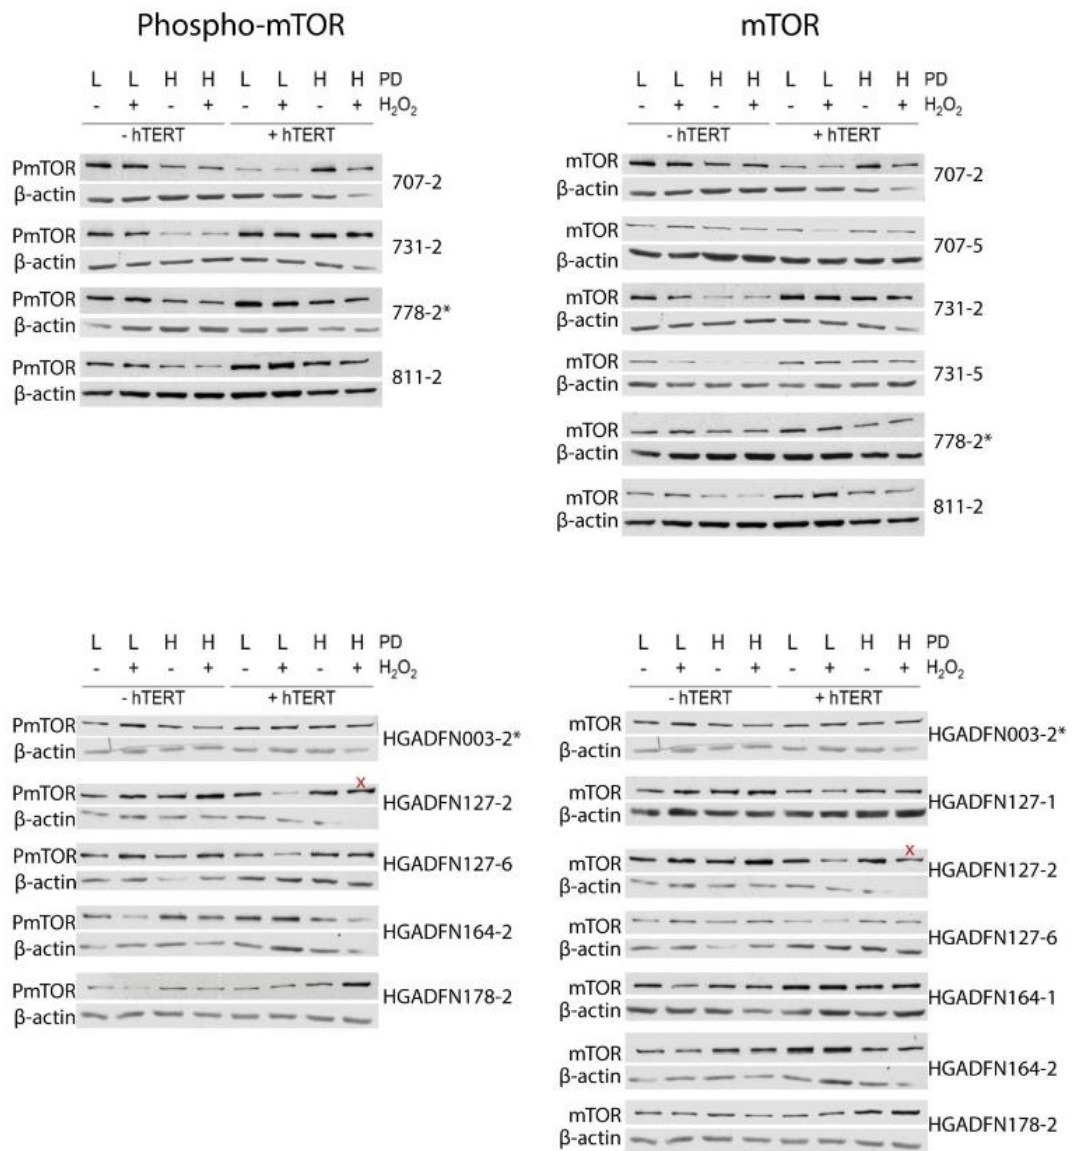 Phospho-mTOR
L L H H L L H H PD
- + - + - + - + H₂O₂
- hTERT + hTERT
PmTOR
β-actin
707-2
PmTOR
β-actin
731-2
PmTOR
β-actin
778-2*
PmTOR
β-actin
811-2
mTOR
L L H H L L H H PD
- + - + - + - + H₂O₂
- hTERT + hTERT
mTOR
β-actin
707-2
mTOR
β-actin
707-5
mTOR
β-actin
731-2
mTOR
β-actin
731-5
mTOR
β-actin
778-2*
mTOR
β-actin
811-2
L L H H L L H H PD
- + - + - + - + H₂O₂
- hTERT + hTERT
PmTOR
β-actin
HGADFN003-2*
x
PmTOR
β-actin
HGADFN127-2
PmTOR
β-actin
HGADFN127-6
PmTOR
β-actin
HGADFN164-2
PmTOR
β-actin
HGADFN178-2
L L H H L L H H PD
- + - + - + - + H₂O₂
- hTERT + hTERT
mTOR
β-actin
HGADFN003-2*
mTOR
β-actin
HGADFN127-1
x
mTOR
β-actin
HGADFN127-2
mTOR
β-actin
HGADFN127-6
mTOR
β-actin
HGADFN164-1
mTOR
β-actin
HGADFN164-2
mTOR
β-actin
HGADFN178-2